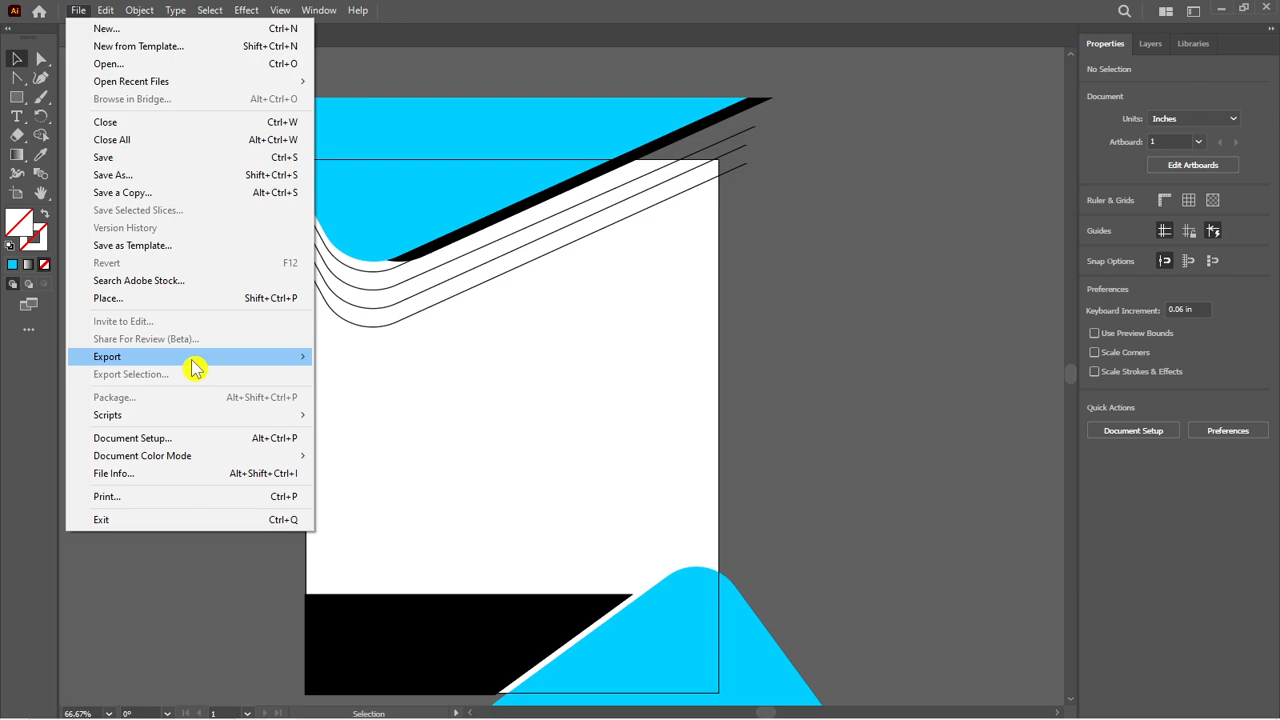 Ai File Edit Object Type Select Effect View Window Help
New... Ctrl+N
New from Template... Shift+Ctrl+N
Open... Ctrl+O
Open Recent Files
Browse in Bridge... Alt+Ctrl+O
Close Ctrl+W
Close All Alt+Ctrl+W
Save Ctrl+S
Save As... Shift+Ctrl+S
Save a Copy... Alt+Ctrl+S
Save Selected Slices...
Version History
Save as Template...
Revert F12
Search Adobe Stock...
Place... Shift+Ctrl+P
Invite to Edit...
Share For Review (Beta)...
Export
Export Selection...
Package... Alt+Shift+Ctrl+P
Scripts
Document Setup... Alt+Ctrl+P
Document Color Mode
File Info... Alt+Shift+Ctrl+I
Print... Ctrl+P
Exit Ctrl+Q
Properties Layers Libraries
No Selection
Document
Units: Inches
Artboard: 1
Edit Artboards
Ruler & Grids
Guides
Snap Options
Preferences
Keyboard Increment: 0.06 in
Use Preview Bounds
Scale Corners
Scale Strokes & Effects
Quick Actions
Document Setup Preferences
66.67% 0° 1 Selection